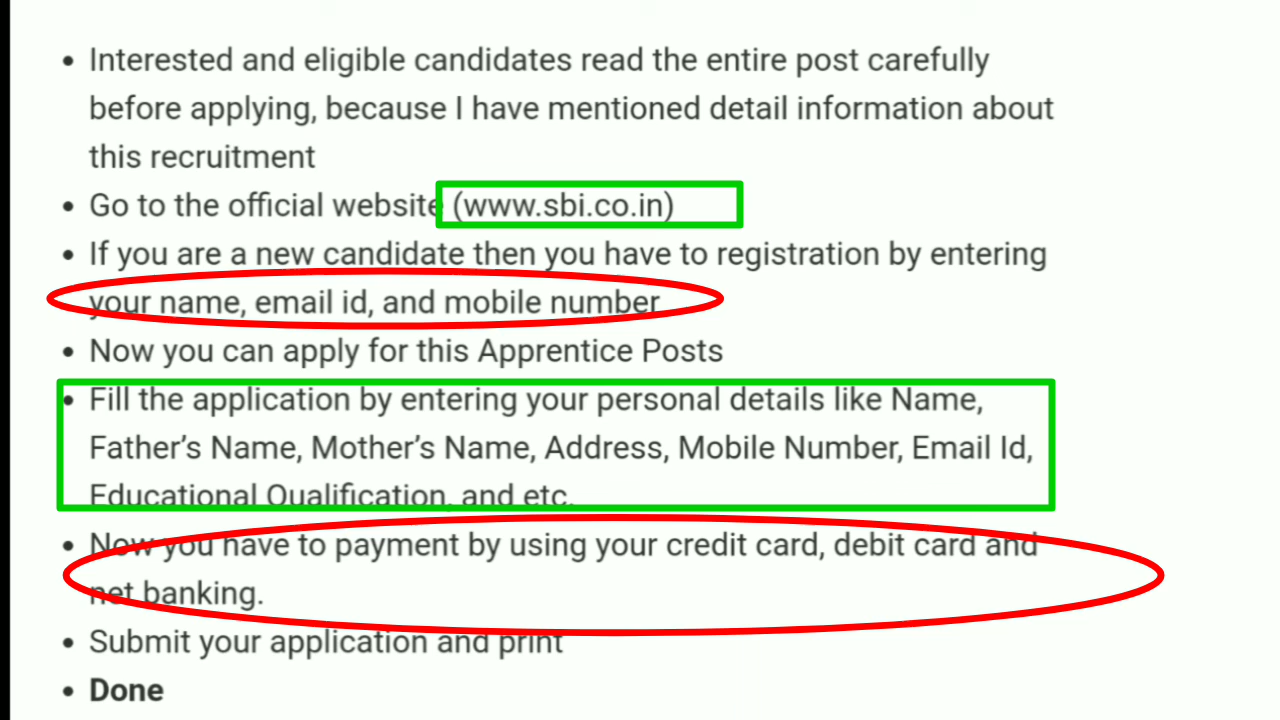 • Interested and eligible candidates read the entire post carefully
before applying, because I have mentioned detail information about
this recruitment
• Go to the official website (www.sbi.co.in)
• If you are a new candidate then you have to registration by entering
your name, email id, and mobile number
• Now you can apply for this Apprentice Posts
• Fill the application by entering your personal details like Name,
Father’s Name, Mother’s Name, Address, Mobile Number, Email Id,
Educational Qualification, and etc.
• Now you have to payment by using your credit card, debit card and
net banking.
• Submit your application and print
• Done